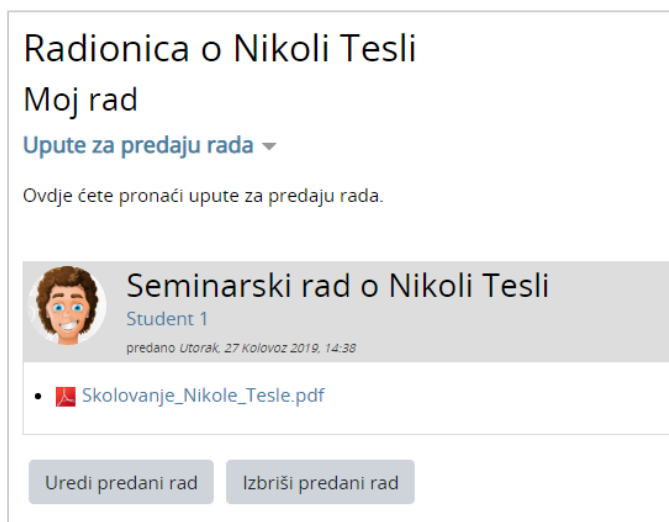 Radionica o Nikoli Tesli
Moj rad
Upute za predaju rada
Ovdje ćete pronaći upute za predaju rada.
Seminarski rad o Nikoli Tesli
Student 1
predano Utorak, 27 Kolovoz 2019, 14:38
Skolovanje_Nikole_Tesle.pdf
Uredi predani rad Izbriši predani rad